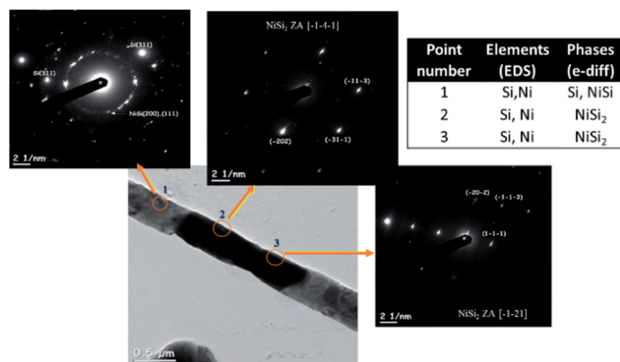 Si(311)
Si(311)
NiSi(200),(111)
2 1/nm
NiSi₂ ZA [-1-4-1]
(-11-3)
(-202)
(-31-1)
2 1/nm
Point number Elements (EDS) Phases (e-diff)
1 Si,Ni Si, NiSi
2 Si, Ni NiSi₂
3 Si, Ni NiSi₂
1
2
3
0.5 µm
(-20-2)
(-1-1-3)
(1-1-1)
NiSi₂ ZA [-1-21]
2 1/nm